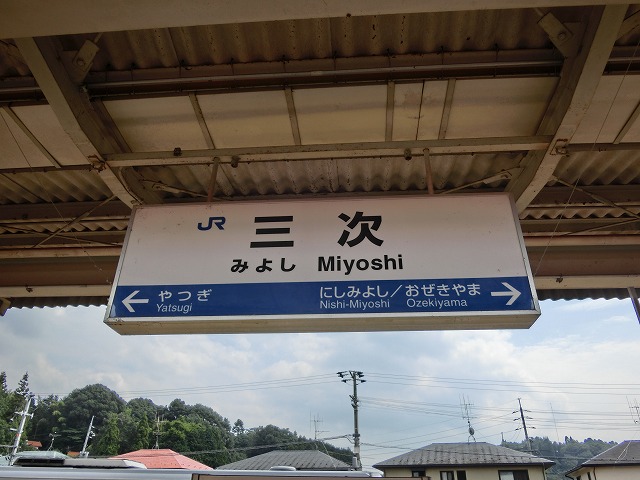 JR 三次
みよし Miyoshi
← やつぎ にしみよし／おぜきやま →
Yatsugi Nishi-Miyoshi Ozekiyama